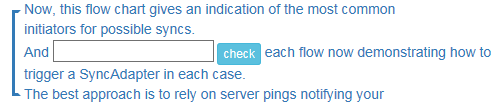 Now, this flow chart gives an indication of the most common
initiators for possible syncs.
And check each flow now demonstrating how to
trigger a SyncAdapter in each case.
The best approach is to rely on server pings notifying your